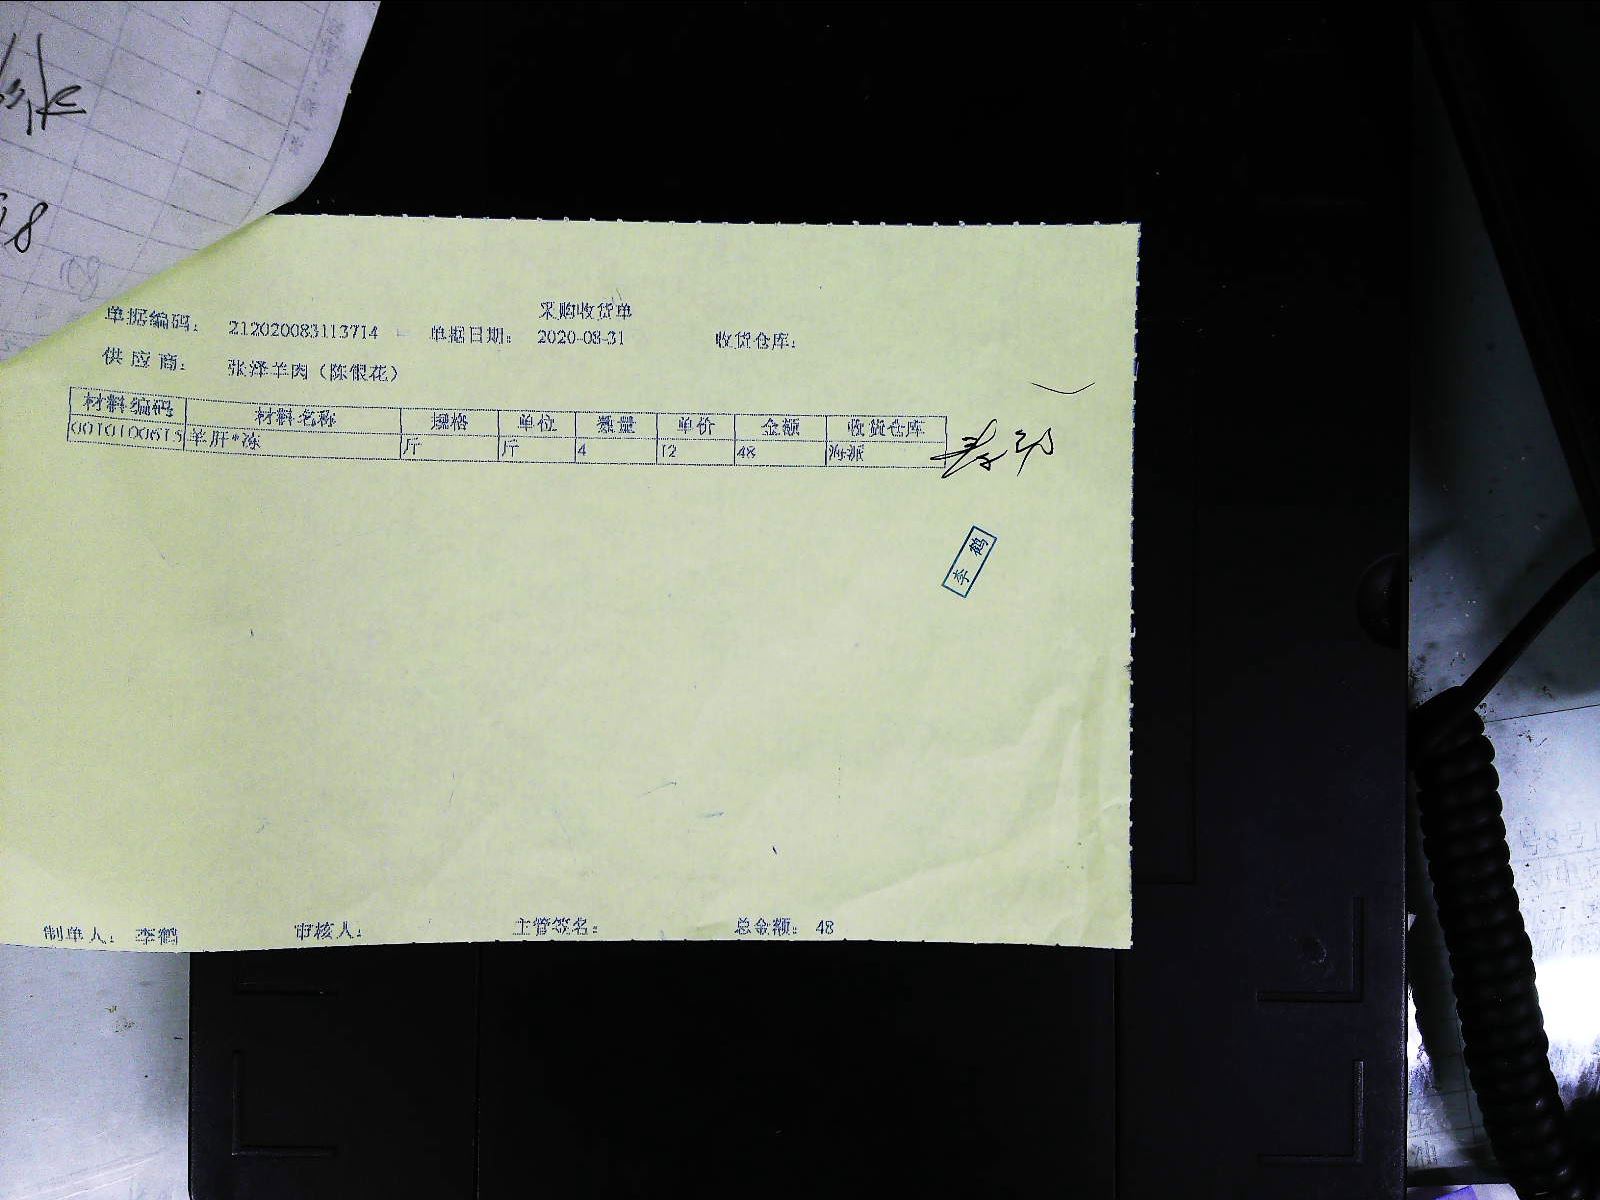 采购收货单
单据编码： 212020083113714 单据日期： 2020-08-31 收货仓库：
供应商： 张泽羊肉（陈银花）
材料编码 材料名称 规格 单位 数量 单价 金额 收货仓库
0010100615 羊肝*冻 斤 斤 4 12 48 海派
李鹤
制单人： 李鹤 审核人： 主管签名： 总金额： 48